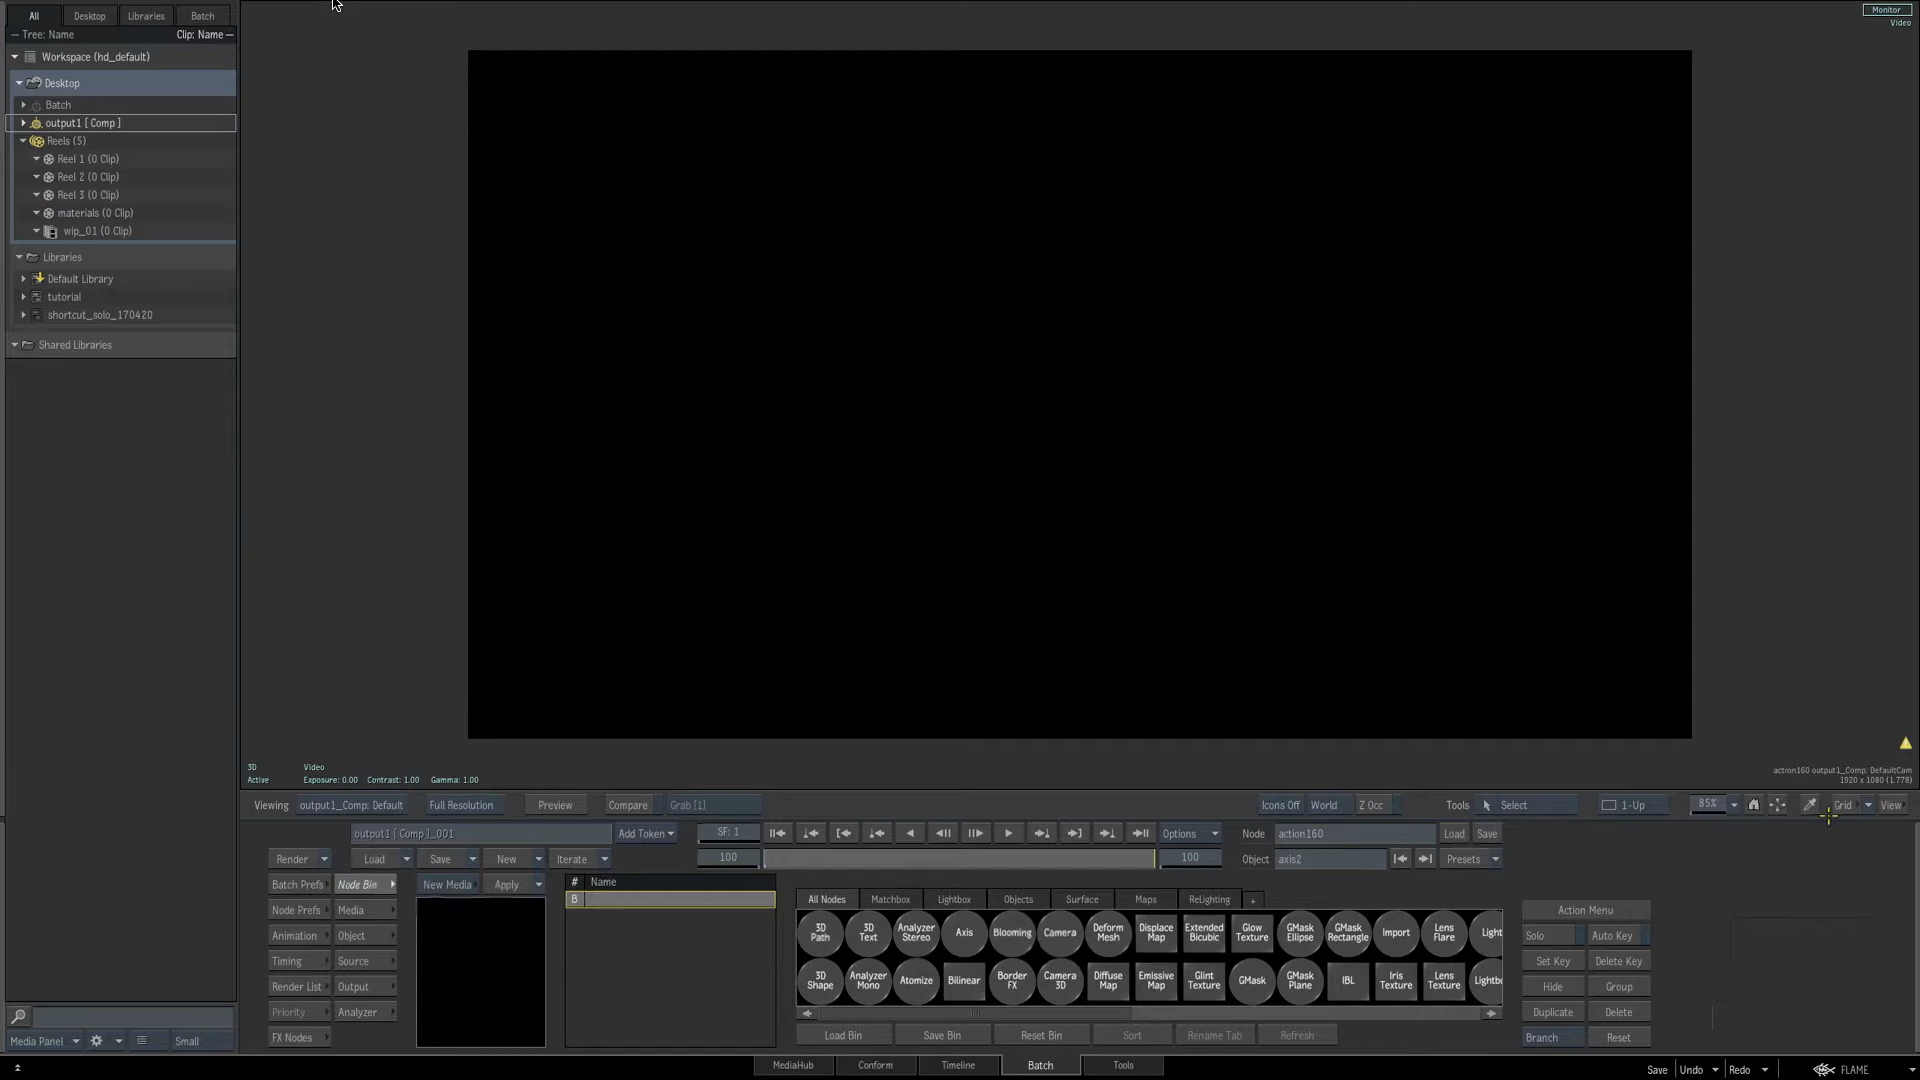 All Desktop Libraries Batch
Tree: Name Clip: Name
Workspace (hd_default)
Desktop
Batch
output1 [ Comp ]
Reels (5)
Reel 1 (0 Clip)
Reel 2 (0 Clip)
Reel 3 (0 Clip)
materials (0 Clip)
wip_01 (0 Clip)
Libraries
Default Library
tutorial
shortcut_solo_170420
Shared Libraries
Monitor
Video
3D Video
Active Exposure: 0.00 Contrast: 1.00 Gamma: 1.00
action160 output1_Comp: DefaultCam
1920 x 1080 (1.778)
Viewing output1_Comp: Default Full Resolution Preview Compare Grab [1] Icons Off World Z Occ Tools Select 1-Up 85% Grid View
output1 [ Comp ]_001 Add Token SF: 1 Options Node action160 Load Save
Render Load Save New Iterate 100 100 Object axis2 Presets
Batch Prefs Node Bin New Media Apply # Name
B
Node Prefs Media
Animation Object
Timing Source
Render List Output
Priority Analyzer
FX Nodes
All Nodes Matchbox Lightbox Objects Surface Maps ReLighting +
3D Path Analyzer Stereo Axis Blooming Camera Deform Mesh Displace Map Extended Bicubic Glow Texture GMask Ellipse GMask Rectangle Import Lens Flare Light
3D Text
3D Shape Analyzer Mono Atomize Bilinear Border FX Camera 3D Diffuse Map Emissive Map Glint Texture GMask GMask Plane IBL Iris Texture Lens Texture Lightb
Load Bin Save Bin Reset Bin Sort Rename Tab Refresh
Action Menu
Solo Auto Key
Set Key Delete Key
Hide Group
Duplicate Delete
Branch Reset
Media Panel Small
MediaHub Conform Timeline Batch Tools
Save Undo Redo FLAME